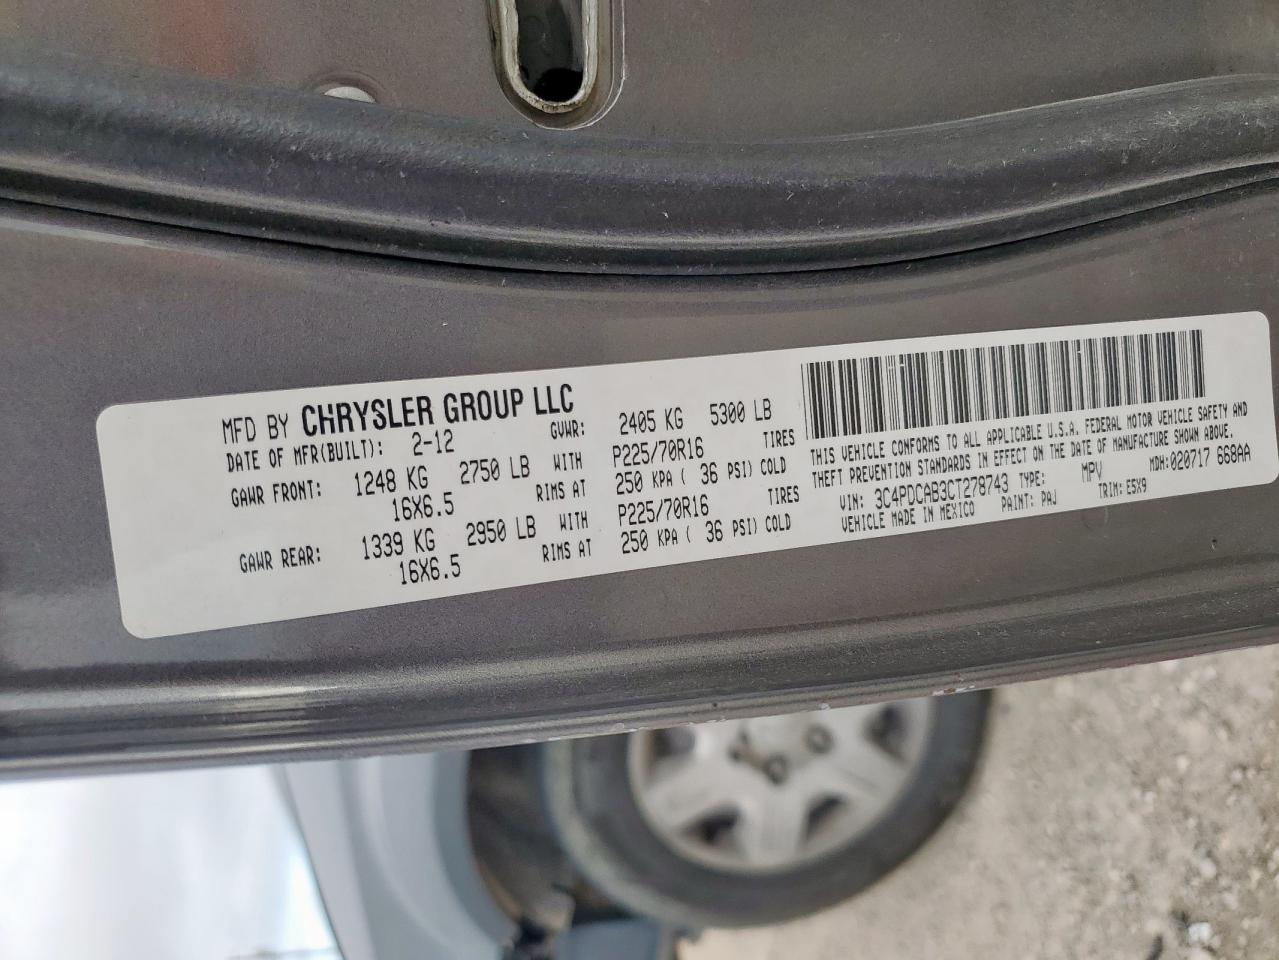 MFD BY CHRYSLER GROUP LLC
DATE OF MFR(BUILT): 2-12 GVWR: 2405 KG 5300 LB
GAWR FRONT: 1248 KG 2750 LB WITH P225/70R16 TIRES
16X6.5 RIMS AT 250 KPA ( 36 PSI) COLD
GAWR REAR: 1339 KG 2950 LB WITH P225/70R16 TIRES
16X6.5 RIMS AT 250 KPA ( 36 PSI) COLD
THIS VEHICLE CONFORMS TO ALL APPLICABLE U.S.A. FEDERAL MOTOR VEHICLE SAFETY AND
THEFT PREVENTION STANDARDS IN EFFECT ON THE DATE OF MANUFACTURE SHOWN ABOVE.
VIN: 3C4PDCAB3CT278743 TYPE: MPV MDH:020717 668AA
VEHICLE MADE IN MEXICO PAINT: PAJ TRIM: E5X9